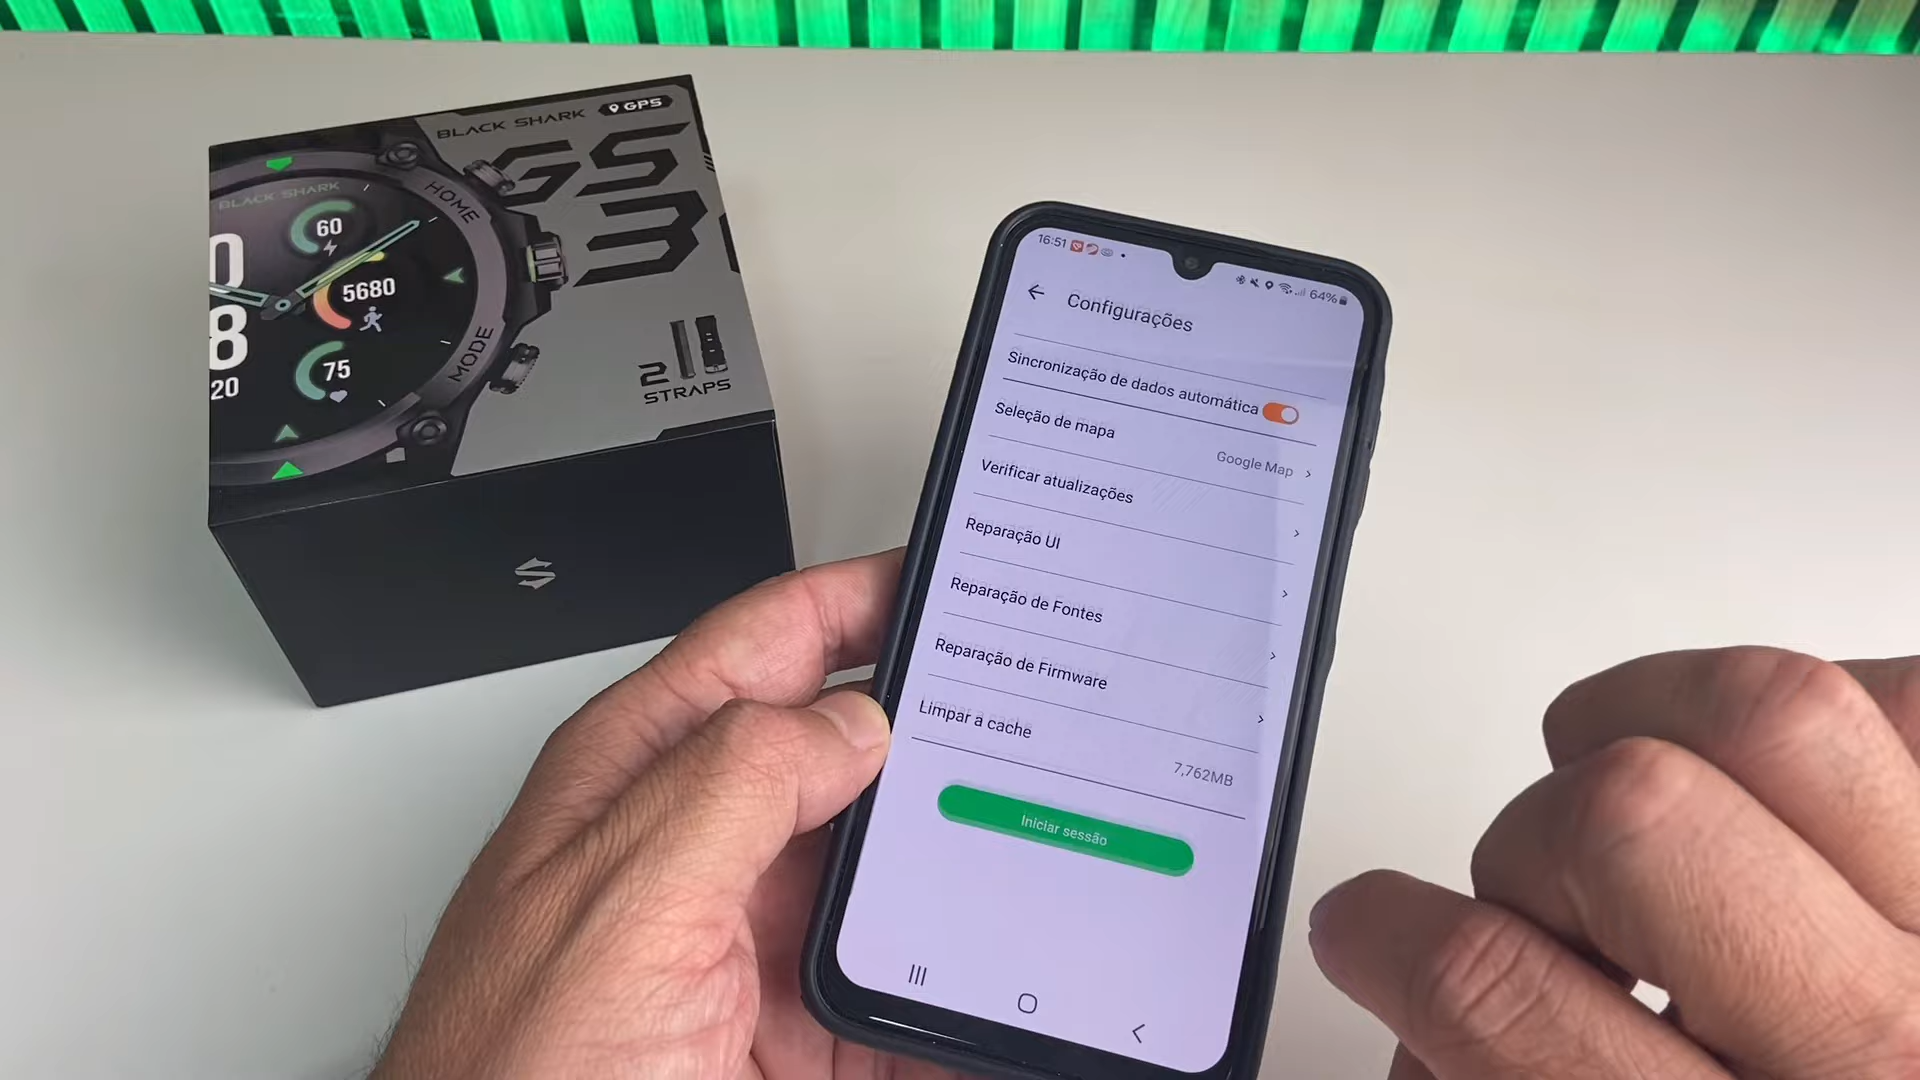 BLACK SHARK GPS
GS
3
BLACK SHARK
HOME
60
5680
75
20
MODE
2
STRAPS
16:51
64%
Configurações
Sincronização de dados automática
Seleção de mapa
Google Map
Verificar atualizações
Reparação UI
Reparação de Fontes
Reparação de Firmware
Limpar a cache
7,762MB
Iniciar sessão